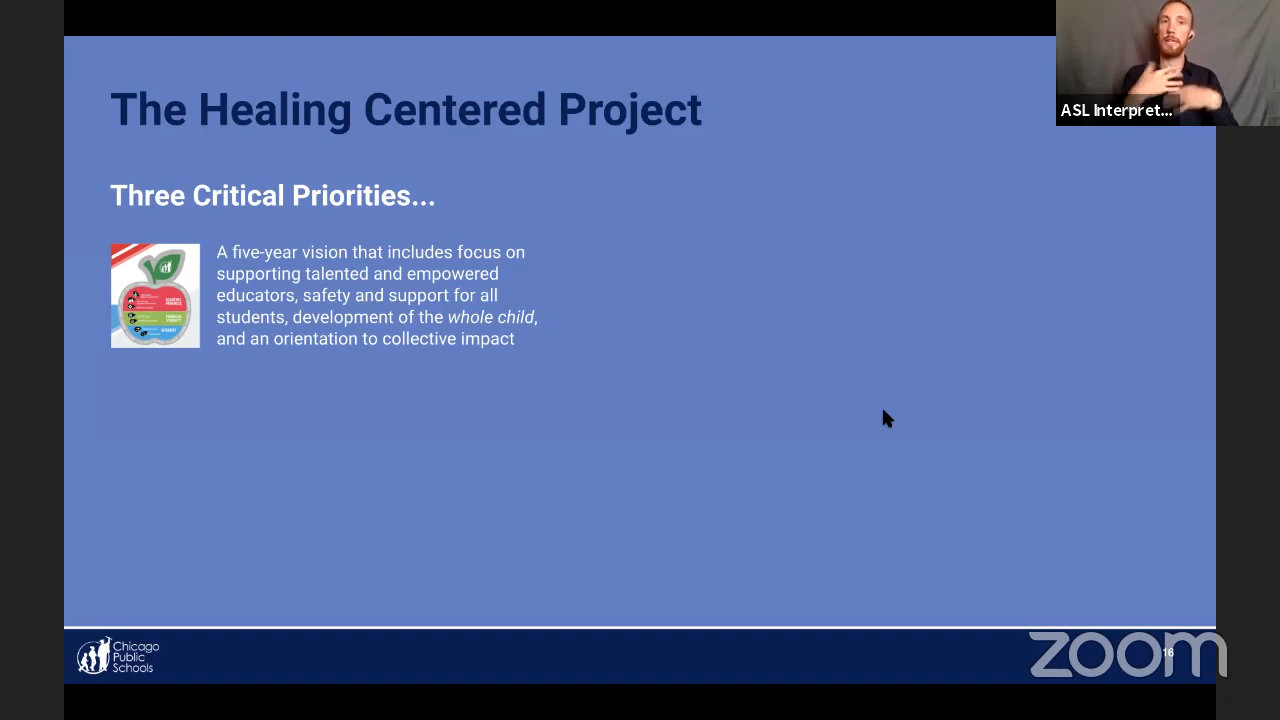 The Healing Centered Project
ASL Interpret...
Three Critical Priorities...
A five-year vision that includes focus on
supporting talented and empowered
educators, safety and support for all
students, development of the whole child,
and an orientation to collective impact
Chicago
Public
Schools
zoom
16